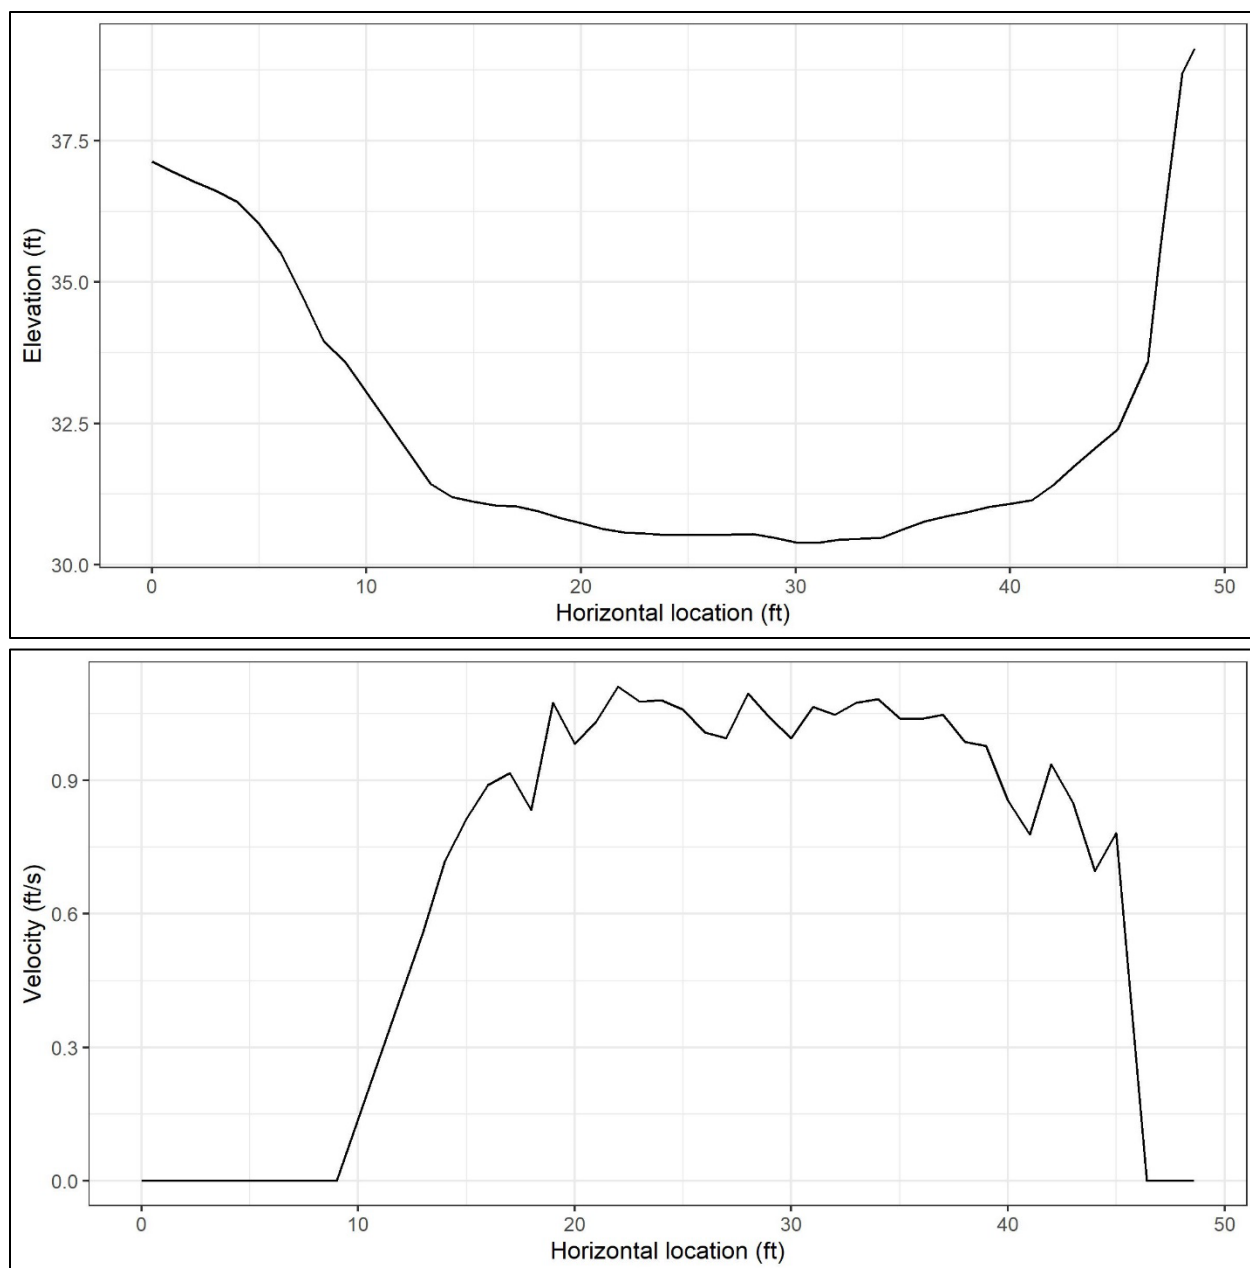 Elevation (ft)
37.5
35.0
32.5
30.0
0 10 20 30 40 50
Horizontal location (ft)
Velocity (ft/s)
0.9
0.6
0.3
0.0
0 10 20 30 40 50
Horizontal location (ft)